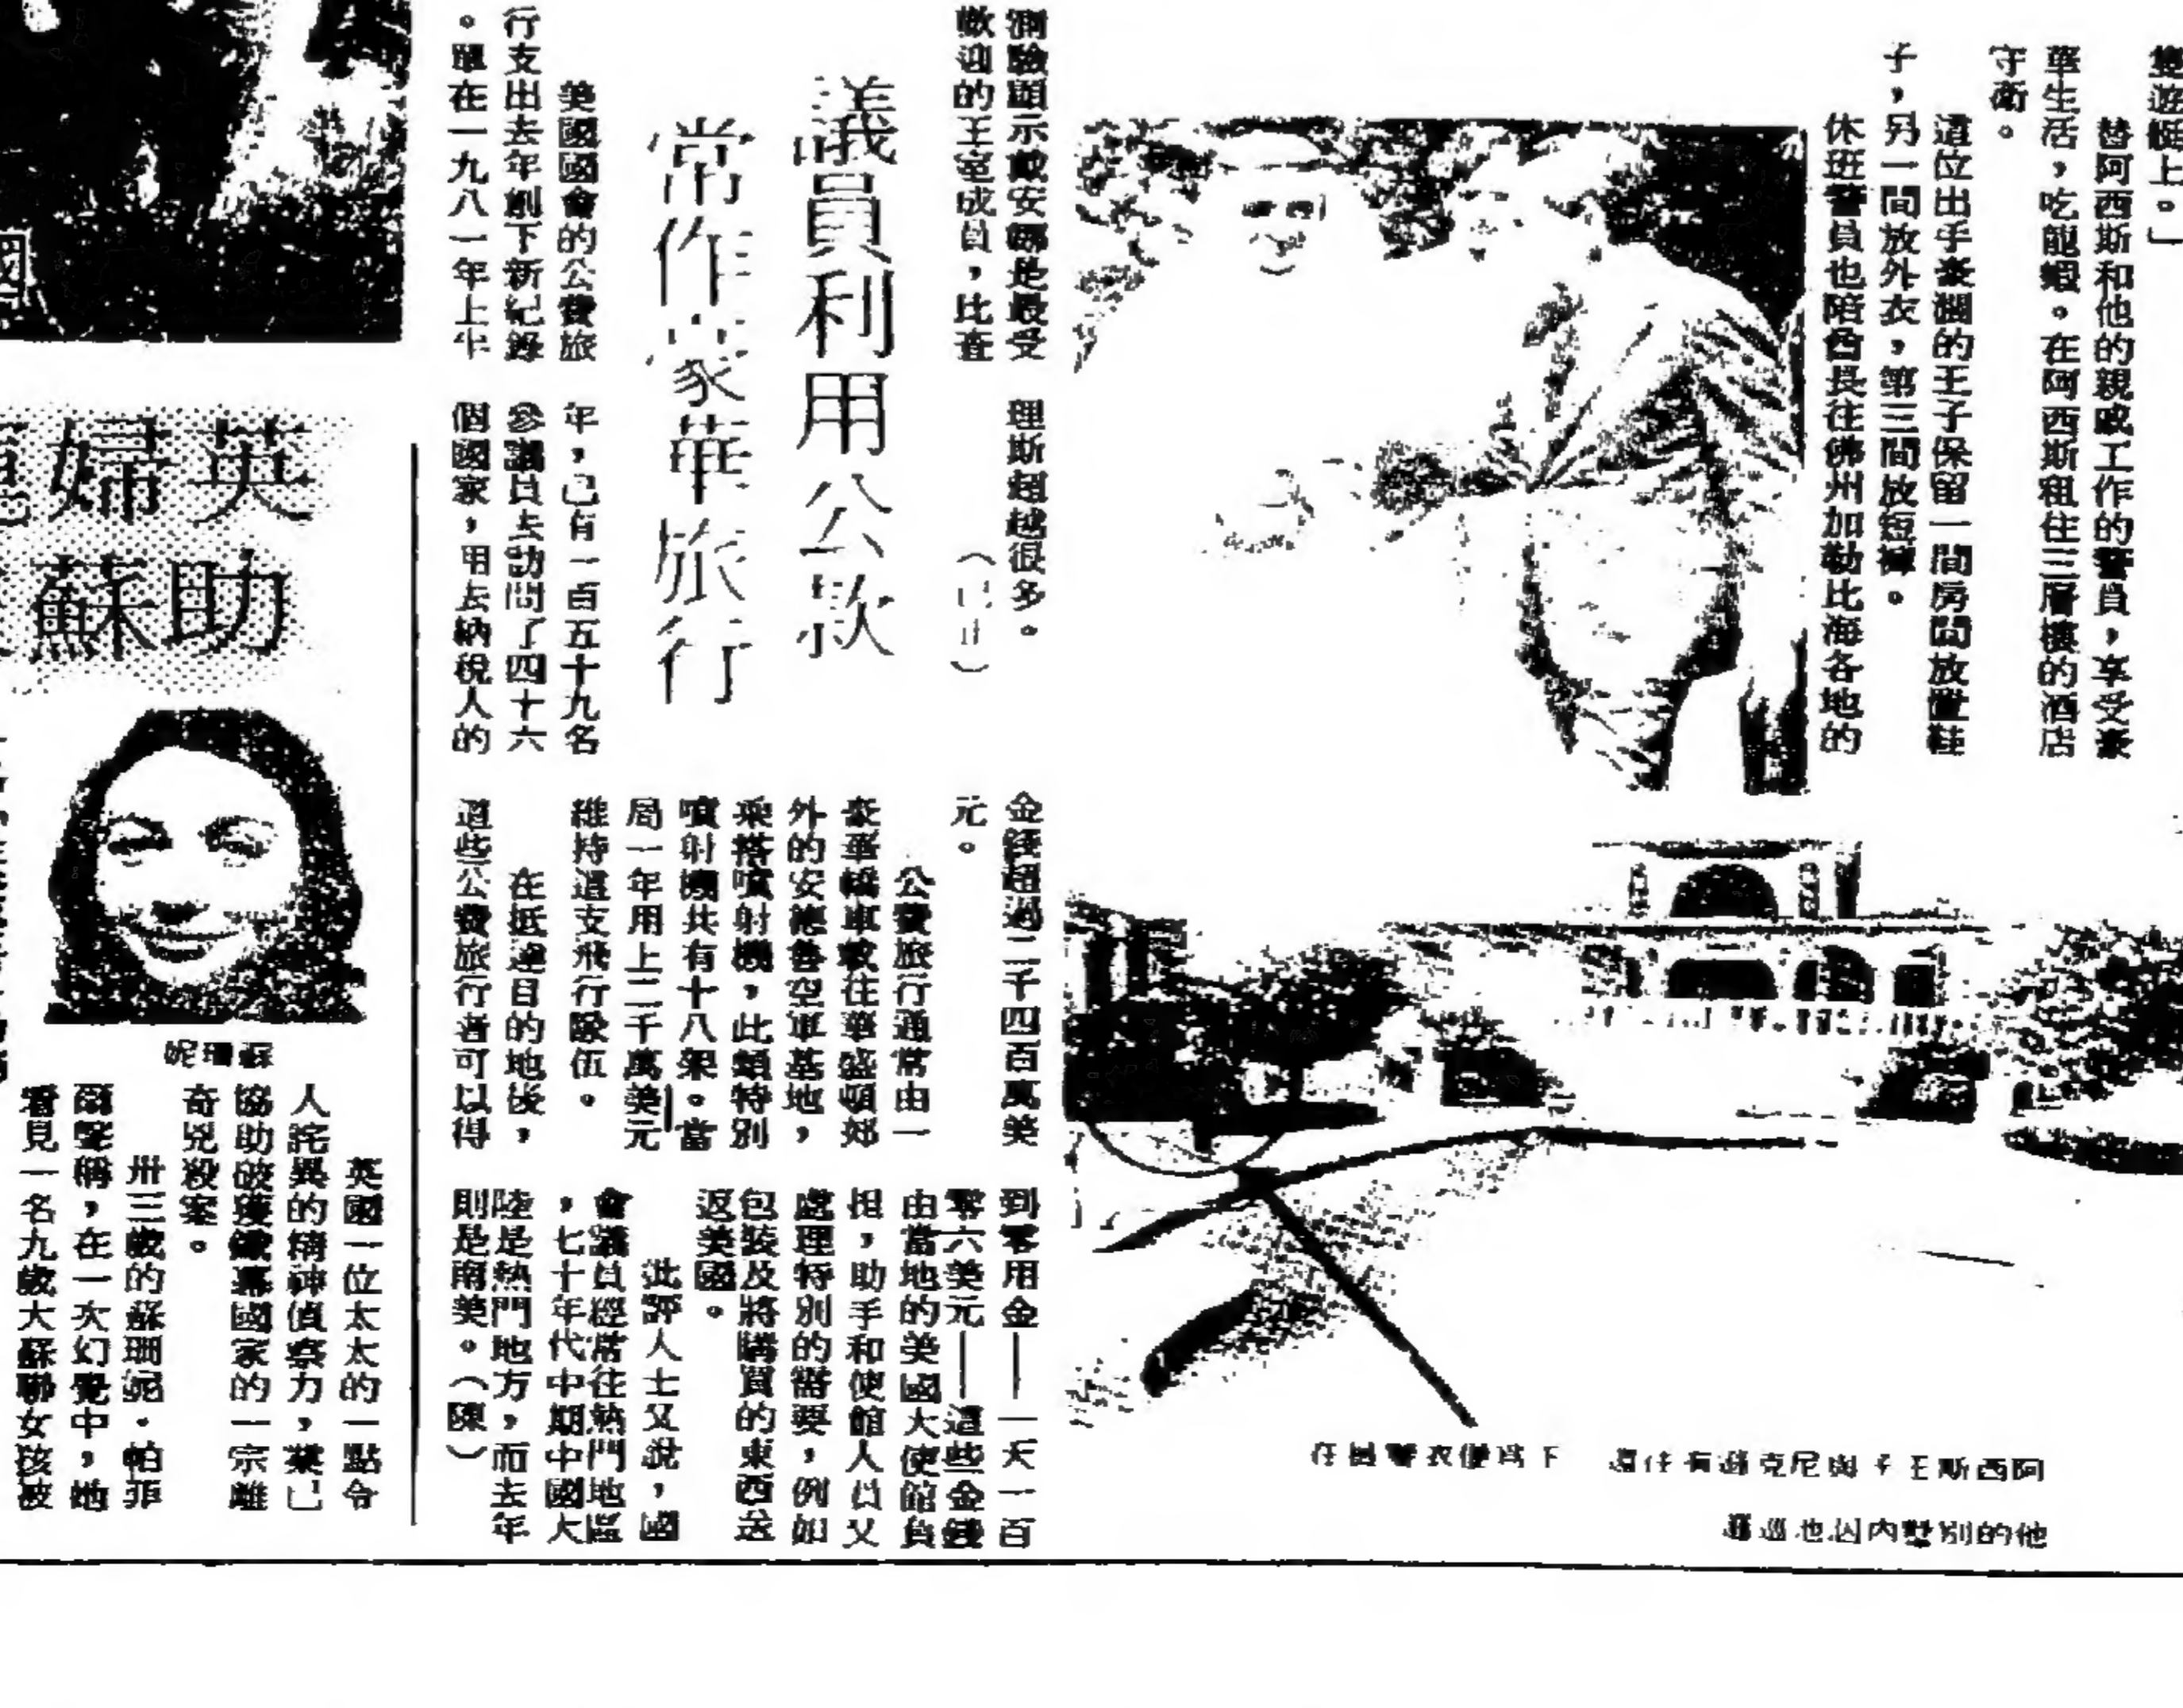 雙遊艇上。」
替阿西斯和他的親戚工作的警員，享受豪
華生活，吃龍蝦。在阿西斯租住三層樓的酒店
守衛。
這位出手豪濶的王子保留一間房間放置鞋
子，另一間放外衣，第三間放短褲。
休班警員也陪酋長往佛州加勒比海各地的
阿西斯王子與尼克遜有往還
下爲便衣警員在
他的別墅內因地巡邏
測驗顯示戴安娜是最受
歡迎的王室成員，比查
理斯超越很多。
議員利用公款
常作豪華旅行
美國國會的公費旅
行支出去年創下新紀錄
。單在一九八一年上半
年，已有一百五十九名
參議員去訪問了四十六
個國家，用去納稅人的
金錢超過二千四百萬美
元。
公費旅行通常由一
豪華轎車載往華盛頓郊
外的安德魯空軍基地，
乘搭噴射機，此類特別
噴射機共有十八架。當
局一年用上二千萬美元
維持這支飛行隊伍。
在抵達目的地後，
這些公費旅行者可以得
到零用金——一天一百
零六美元——這些金錢
由當地的美國大使館負
担，助手和使館人員又
處理特別的需要，例如
包裝及將購買的東西送
返美國。
批評人士又說，國
會議員經常往熱門地區
，七十年代中期中國大
陸是熱門地方，而去年
則是南美。（陳）
英婦
助蘇
蘇珊妮
英國一位太太的一點令
人詫異的精神偵察力，業已
協助破獲鐵幕國家的一宗離
奇兇殺案。
卅三歲的蘇珊妮·帕菲
爾聲稱，在一次幻覺中，她
看見一名九歲大蘇聯女孩被